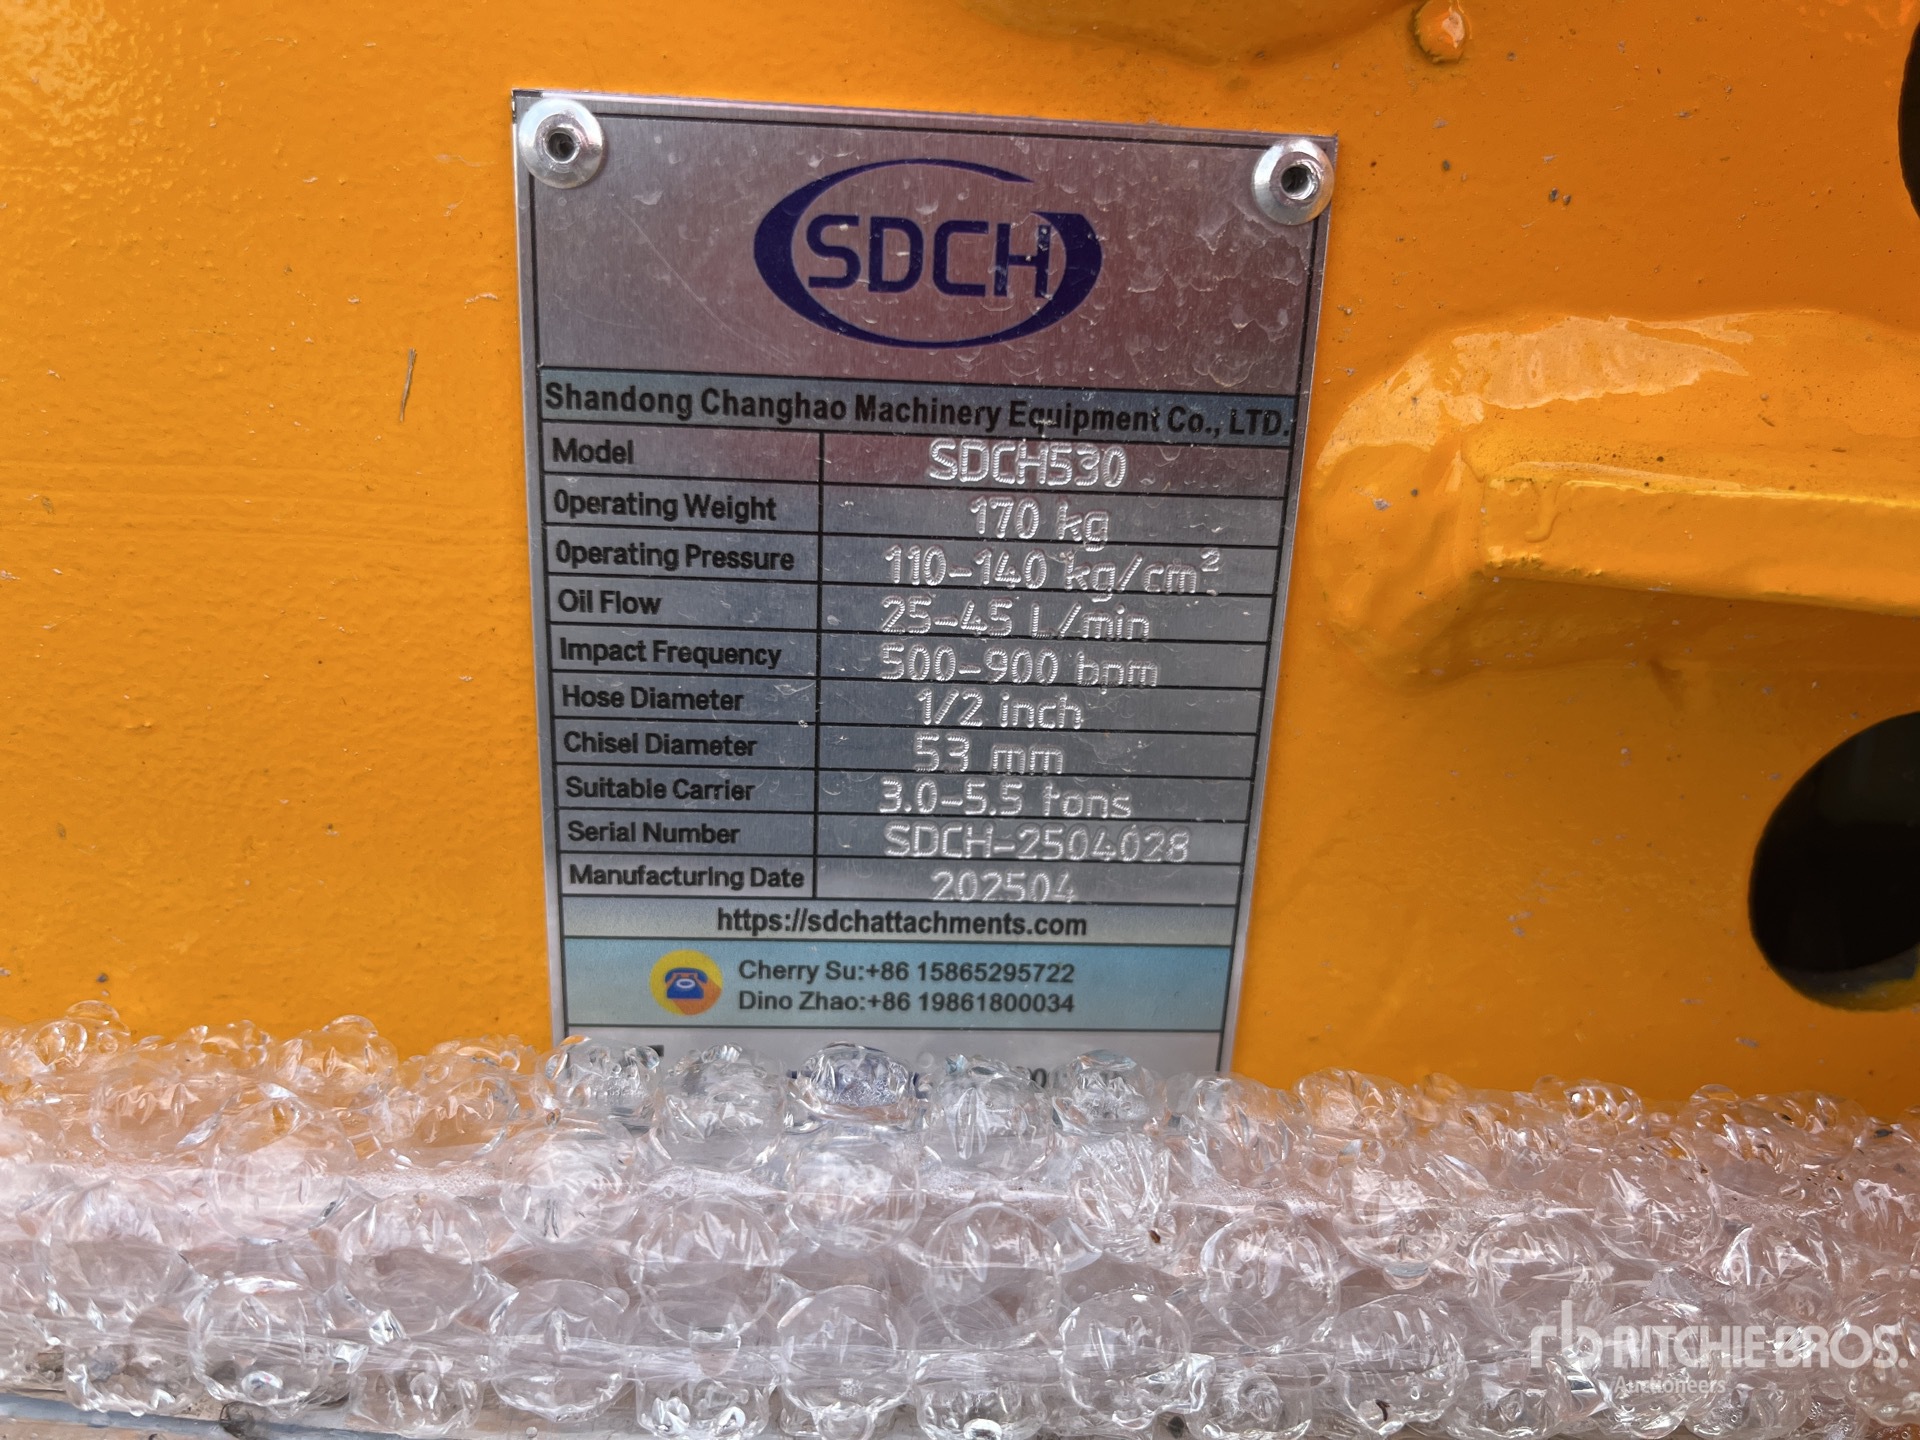 SDCH
Shandong Changhao Machinery Equipment Co., LTD.
Model SDCH530
Operating Weight 170 kg
Operating Pressure 110-140 kg/cm²
Oil Flow 25-45 L/min
Impact Frequency 500-900 bpm
Hose Diameter 1/2 inch
Chisel Diameter 53 mm
Suitable Carrier 3.0-5.5 tons
Serial Number SDCH-2504028
Manufacturing Date 202504
https://sdchattachments.com
Cherry Su:+86 15865295722
Dino Zhao:+86 19861800034
rb RITCHIE BROS.
Auctioneers